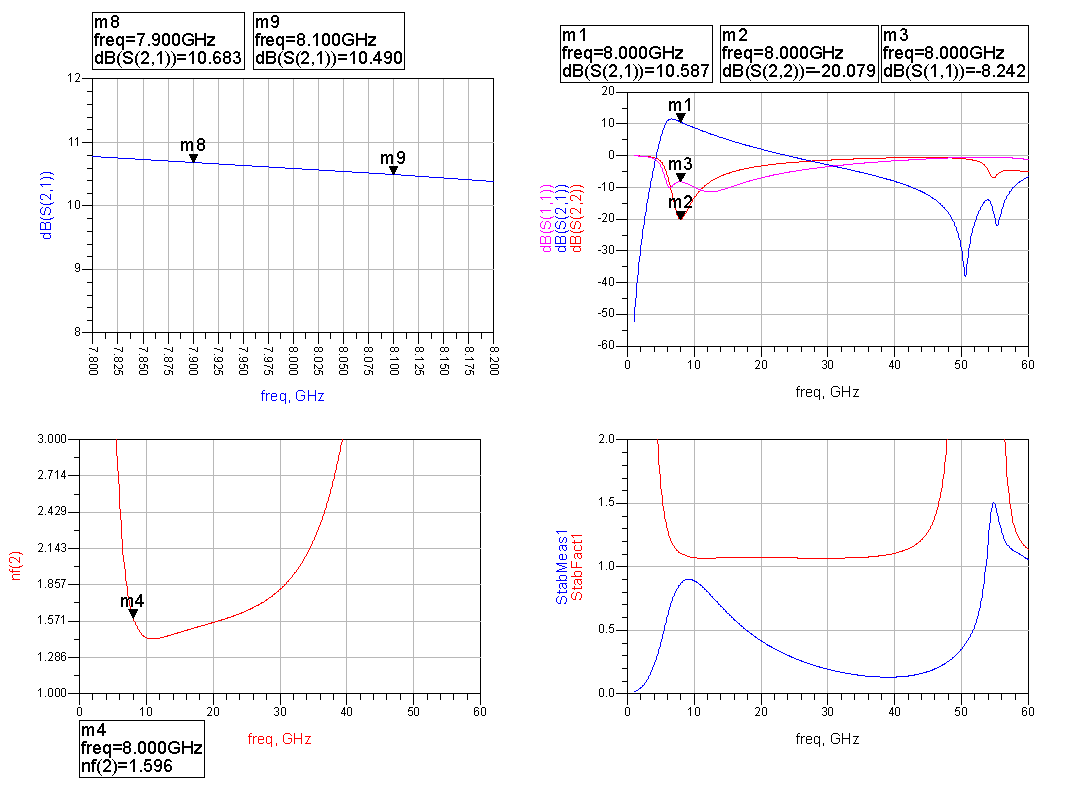 m8
freq=7.900GHz
dB(S(2,1))=10.683
m9
freq=8.100GHz
dB(S(2,1))=10.490
12
11
10
9
8
dB(S(2,1))
m8
m9
7.800
7.825
7.850
7.875
7.900
7.925
7.950
7.975
8.000
8.025
8.050
8.075
8.100
8.125
8.150
8.175
8.200
freq, GHz
m1
freq=8.000GHz
dB(S(2,1))=10.587
m2
freq=8.000GHz
dB(S(2,2))=-20.079
m3
freq=8.000GHz
dB(S(1,1))=-8.242
20
10
0
-10
-20
-30
-40
-50
-60
dB(S(1,1))
dB(S(2,1))
dB(S(2,2))
m1
m3
m2
0 10 20 30 40 50 60
freq, GHz
3.000
2.714
2.429
2.143
1.857
1.571
1.286
1.000
nf(2)
m4
0 10 20 30 40 50 60
freq, GHz
m4
freq=8.000GHz
nf(2)=1.596
2.0
1.5
1.0
0.5
0.0
StabMeas1
StabFact1
0 10 20 30 40 50 60
freq, GHz